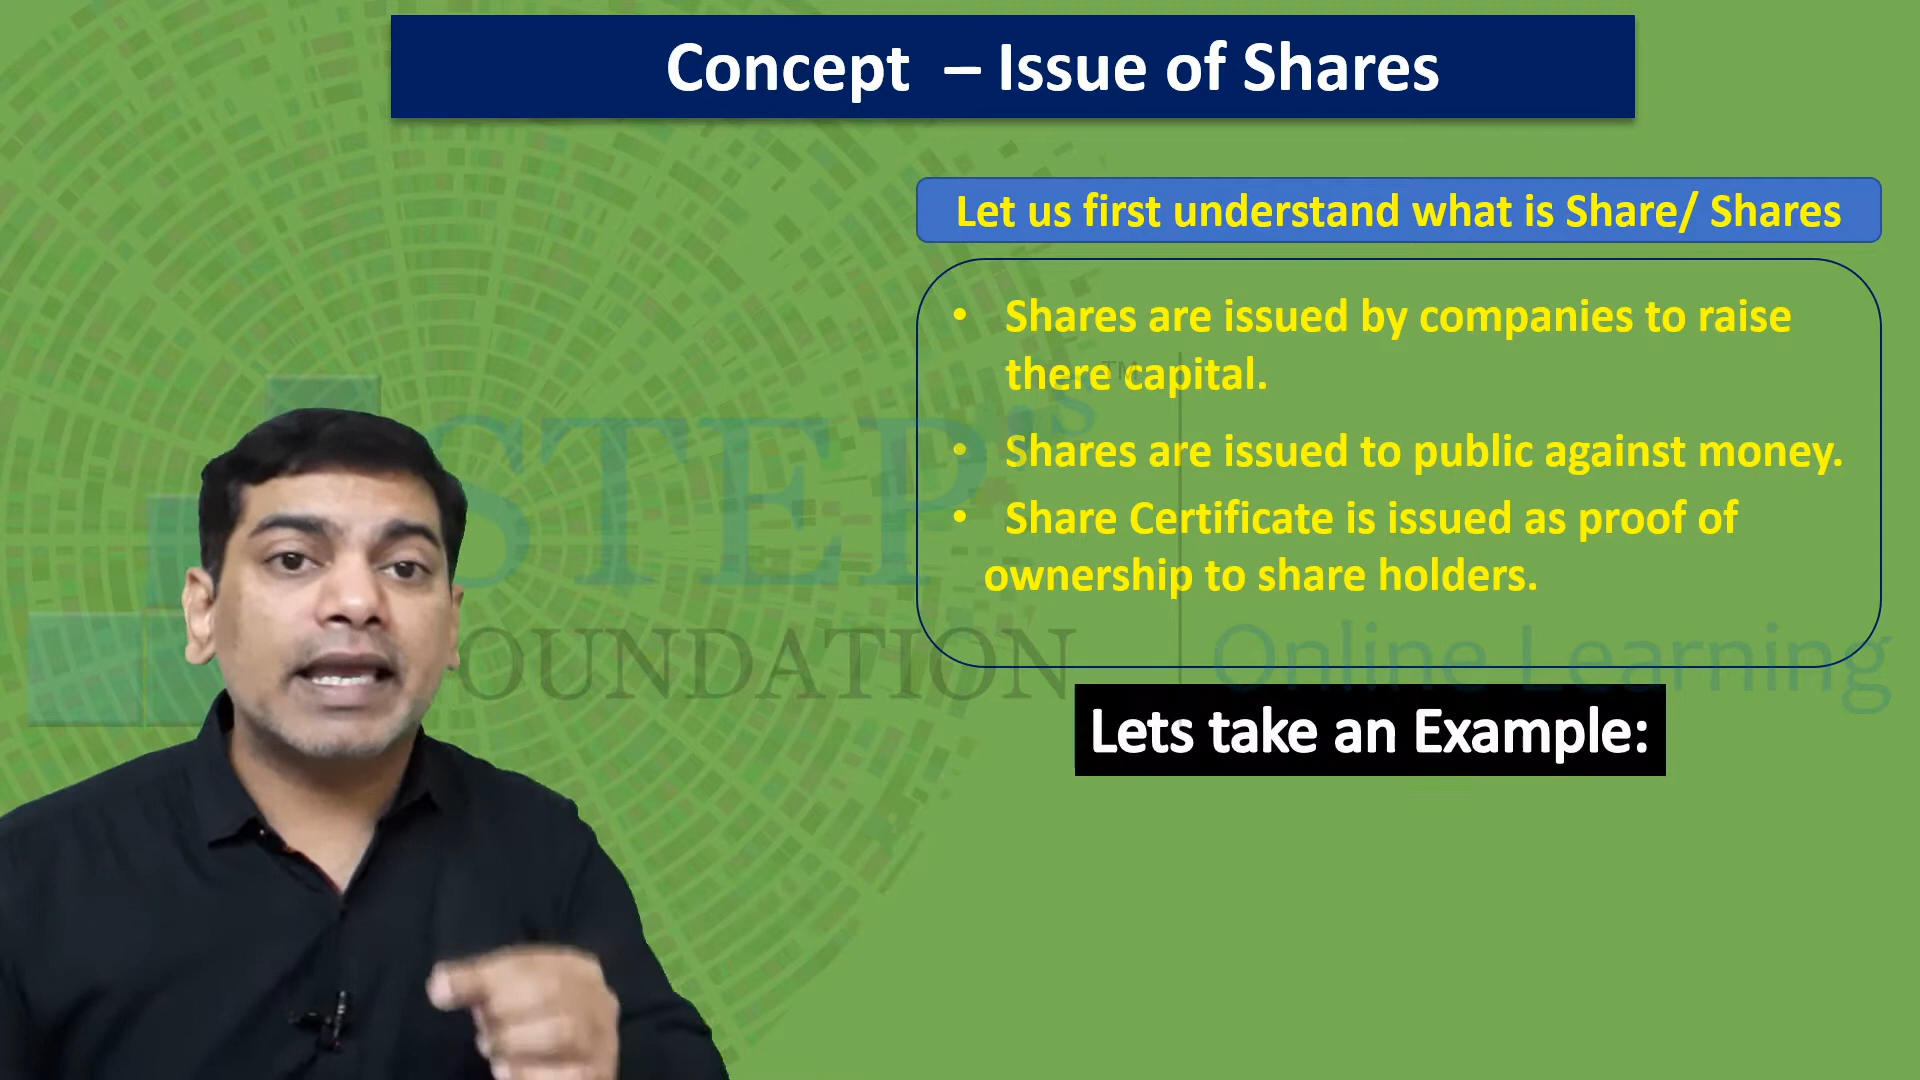 Concept – Issue of Shares
Let us first understand what is Share/ Shares
• Shares are issued by companies to raise
there capital.
• Shares are issued to public against money.
• Share Certificate is issued as proof of
ownership to share holders.
STEP's™
FOUNDATION
Online Learning
Lets take an Example: